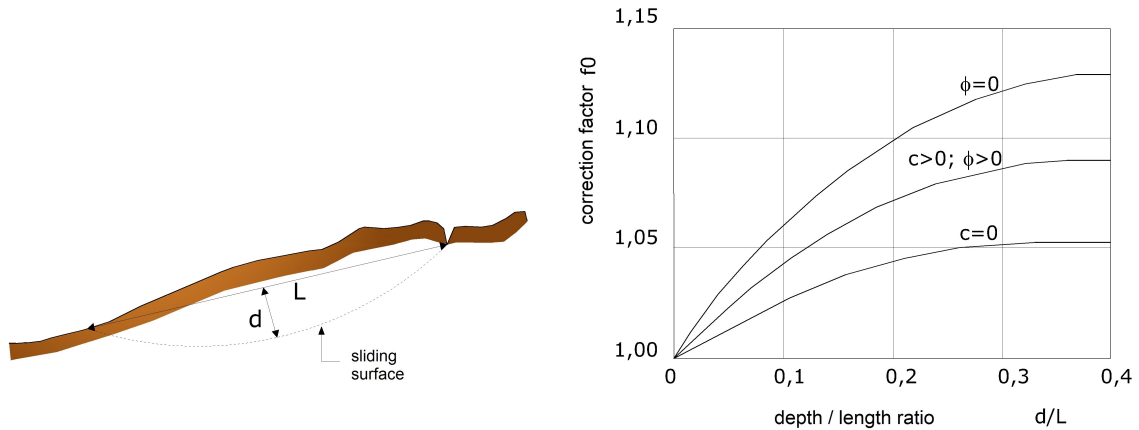 L
d
sliding
surface
correction factor f0
1,15
1,10
1,05
1,00
ϕ=0
c>0; ϕ>0
c=0
0 0,1 0,2 0,3 0,4
depth / length ratio d/L